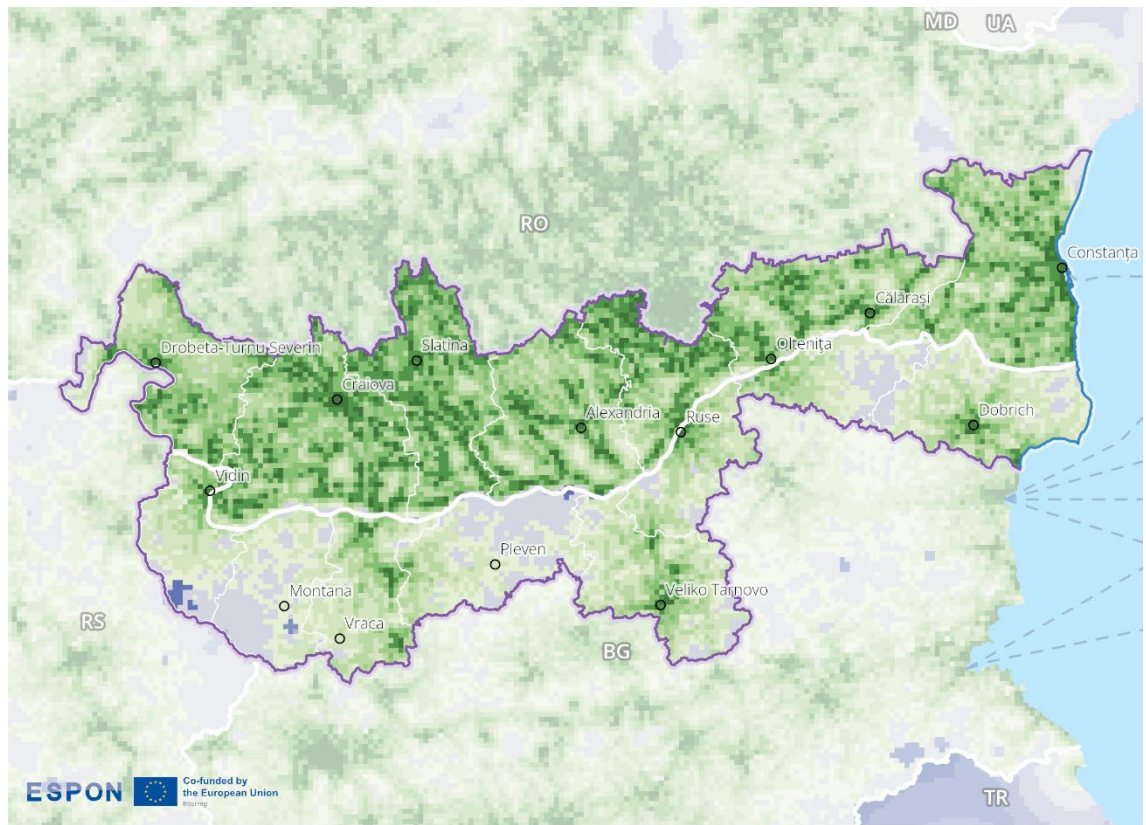 MD
UA
RO
Constanța
Călărași
Drobeta-Turnu Severin
Slatina
Oltenița
Craiova
Alexandria
Ruse
Dobrich
Vidin
Pleven
Montana
Veliko Tarnovo
Vraca
RS
BG
TR
ESPON
Co-funded by
the European Union
Interreg